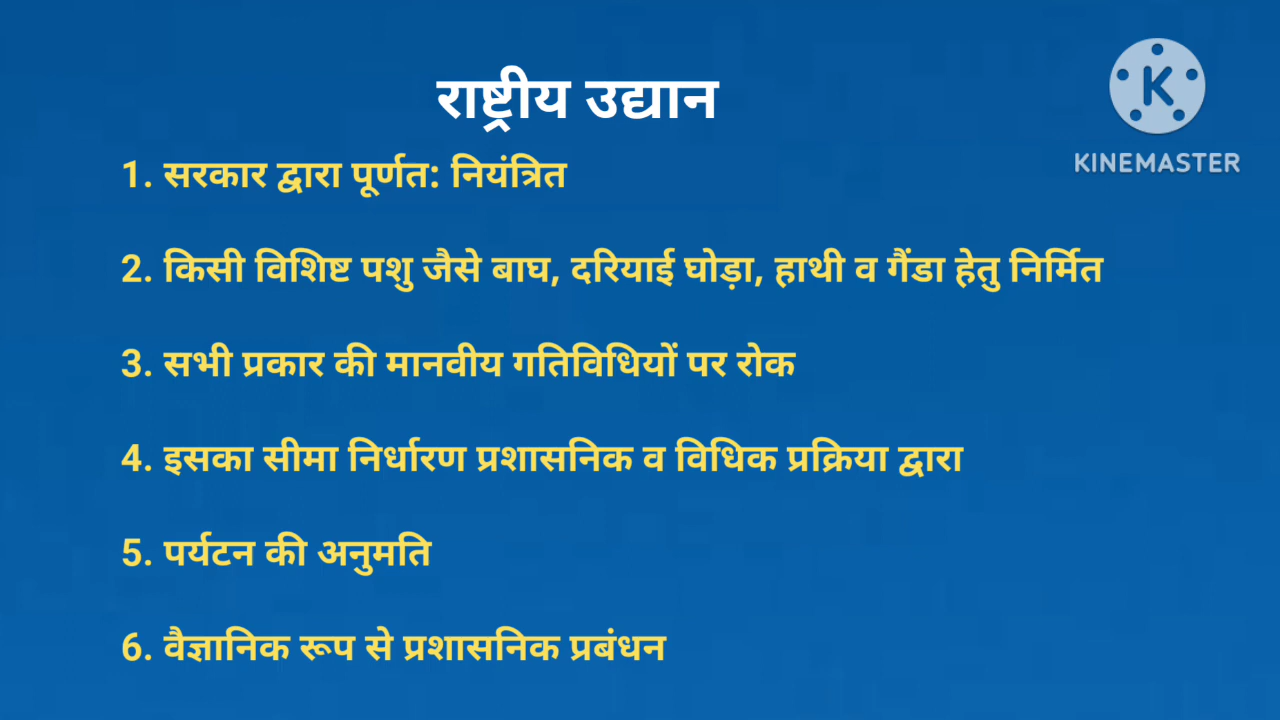 राष्ट्रीय उद्यान
K
KINEMASTER
1. सरकार द्वारा पूर्णत: नियंत्रित
2. किसी विशिष्ट पशु जैसे बाघ, दरियाई घोड़ा, हाथी व गैंडा हेतु निर्मित
3. सभी प्रकार की मानवीय गतिविधियों पर रोक
4. इसका सीमा निर्धारण प्रशासनिक व विधिक प्रक्रिया द्वारा
5. पर्यटन की अनुमति
6. वैज्ञानिक रूप से प्रशासनिक प्रबंधन